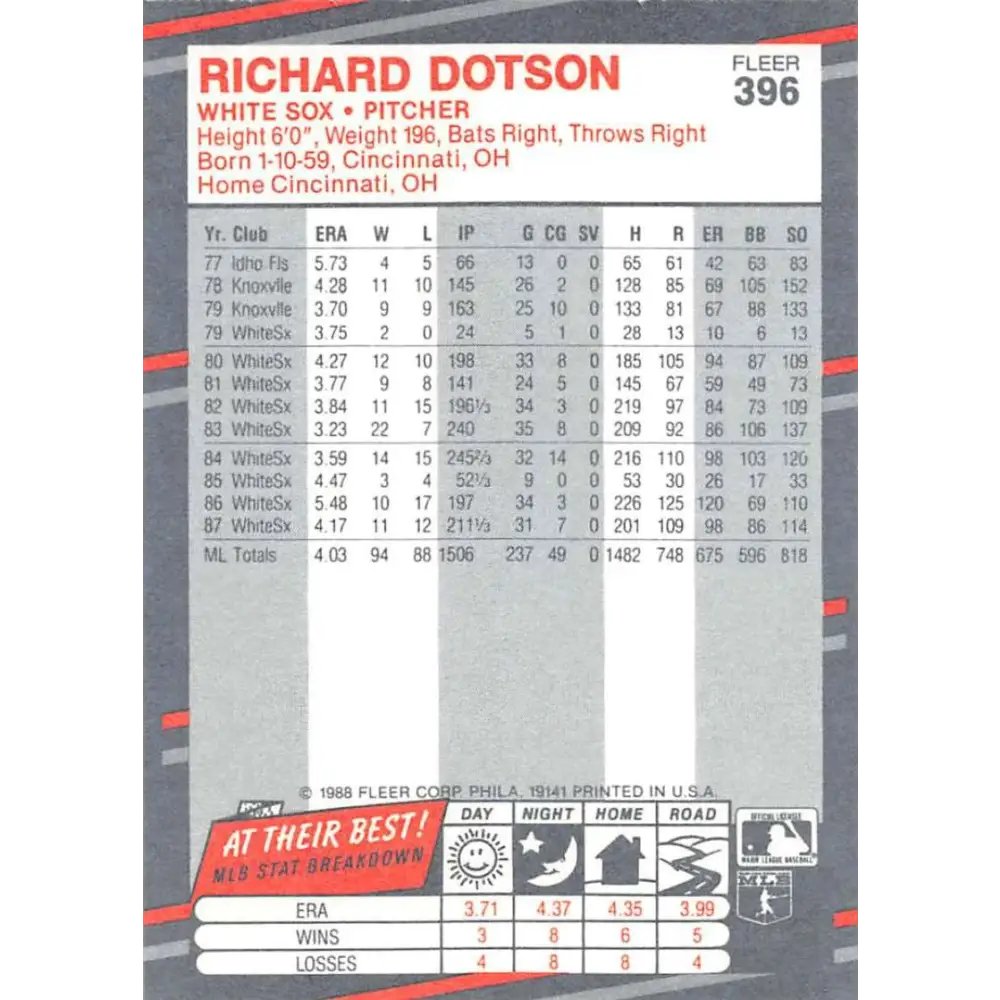 RICHARD DOTSON
FLEER
396
WHITE SOX • PITCHER
Height 6'0", Weight 196, Bats Right, Throws Right
Born 1-10-59, Cincinnati, OH
Home Cincinnati, OH
Yr. Club ERA W L IP G CG SV H R ER BB SO
77 Idho Fls 5.73 4 5 66 13 0 0 65 61 42 63 83
78 Knoxvlle 4.28 11 10 145 26 2 0 128 85 69 105 152
79 Knoxvlle 3.70 9 9 163 25 10 0 133 81 67 88 133
79 WhiteSx 3.75 2 0 24 5 1 0 28 13 10 6 13
80 WhiteSx 4.27 12 10 198 33 8 0 185 105 94 87 109
81 WhiteSx 3.77 9 8 141 24 5 0 145 67 59 49 73
82 WhiteSx 3.84 11 15 196⅓ 34 3 0 219 97 84 73 109
83 WhiteSx 3.23 22 7 240 35 8 0 209 92 86 106 137
84 WhiteSx 3.59 14 15 245⅔ 32 14 0 216 110 98 103 120
85 WhiteSx 4.47 3 4 52⅓ 9 0 0 53 30 26 17 33
86 WhiteSx 5.48 10 17 197 34 3 0 226 125 120 69 110
87 WhiteSx 4.17 11 12 211⅓ 31 7 0 201 109 98 86 114
ML Totals 4.03 94 88 1506 237 49 0 1482 748 675 596 818
© 1988 FLEER CORP. PHILA., 19141 PRINTED IN U.S.A.
AT THEIR BEST!
MLB STAT BREAKDOWN
DAY NIGHT HOME ROAD
ERA 3.71 4.37 4.35 3.99
WINS 3 8 6 5
LOSSES 4 8 8 4
OFFICIAL LICENSEE
MAJOR LEAGUE BASEBALL
MLB